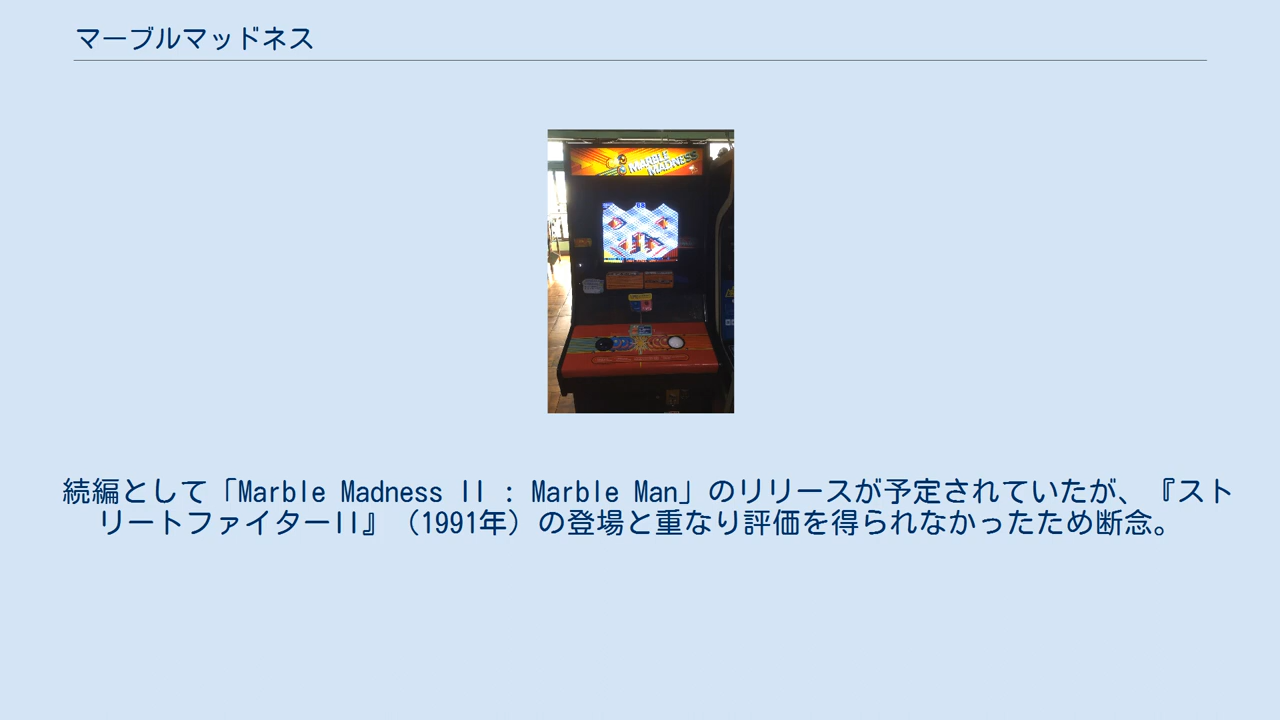 マーブルマッドネス
MARBLE
MADNESS
続編として「Marble Madness II : Marble Man」のリリースが予定されていたが、『スト
リートファイターII』（1991年）の登場と重なり評価を得られなかったため断念。